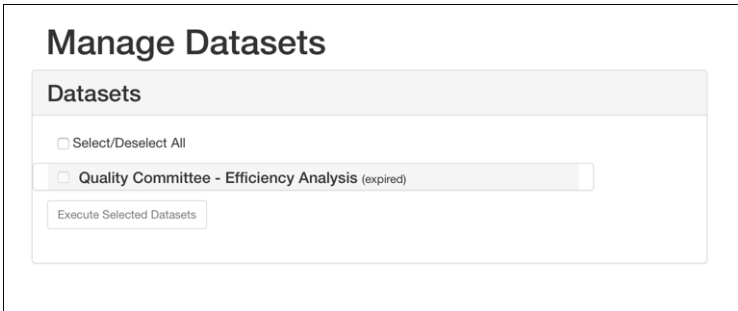 Manage Datasets
Datasets
Select/Deselect All
Quality Committee - Efficiency Analysis (expired)
Execute Selected Datasets